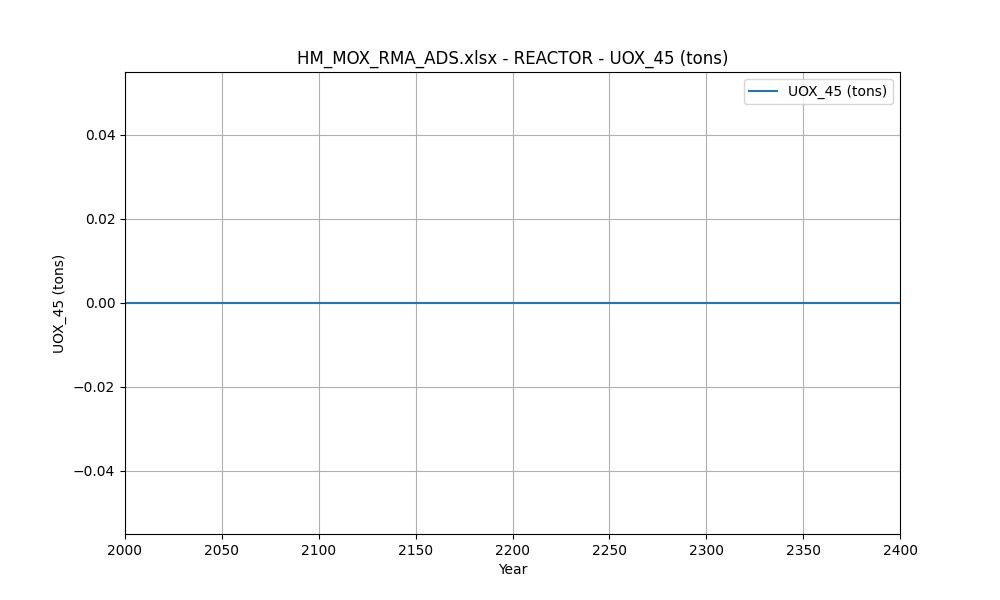 HM_MOX_RMA_ADS.xlsx - REACTOR - UOX_45 (tons)
UOX_45 (tons)
0.04
0.02
0.00
−0.02
−0.04
UOX_45 (tons)
2000 2050 2100 2150 2200 2250 2300 2350 2400
Year